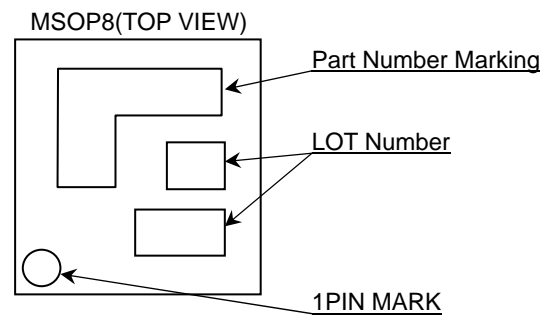 MSOP8(TOP VIEW)
Part Number Marking
LOT Number
1PIN MARK